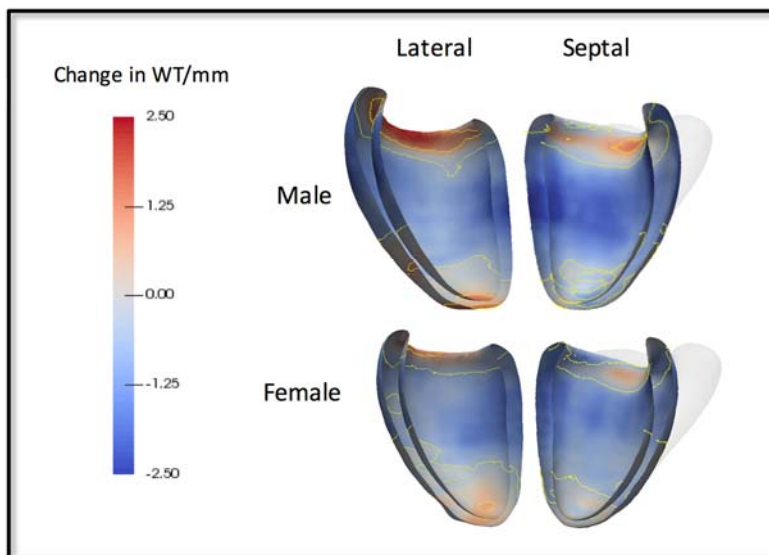 Lateral
Septal
Change in WT/mm
2.50
1.25
0.00
-1.25
-2.50
Male
Female